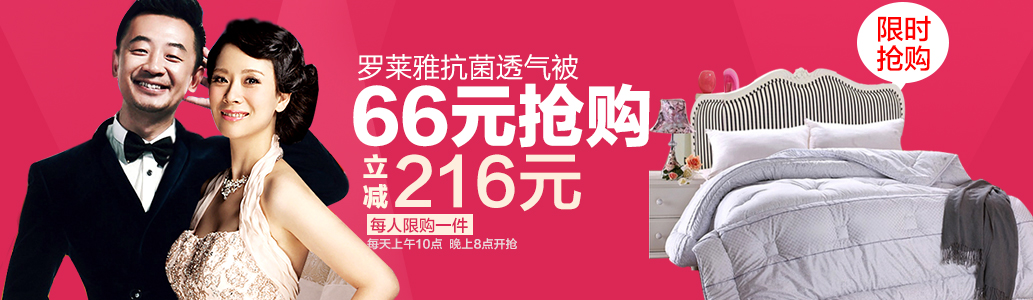 罗莱雅抗菌透气被
66元抢购
立减216元
每人限购一件
每天上午10点 晚上8点开抢
限时
抢购